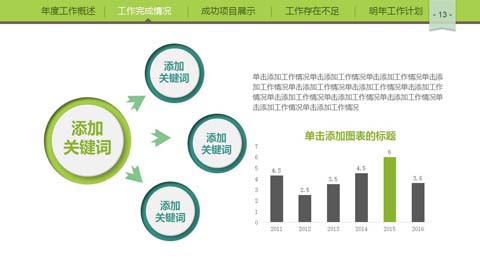 年度工作概述
工作完成情况
成功项目展示
工作存在不足
明年工作计划
- 13 -
添加
关键词
添加
关键词
添加
关键词
添加
关键词
单击添加工作情况单击添加工作情况单击添加工作情况单击添
加工作情况单击添加工作情况单击添加工作情况单击添加工作
情况单击添加工作情况单击添加工作情况单击添加工作情况单
击添加工作情况单击添加工作情况
单击添加图表的标题
7
6
5
4
3
2
1
0
4.3
2.5
3.5
4.5
6
3.6
2011
2012
2013
2014
2015
2016